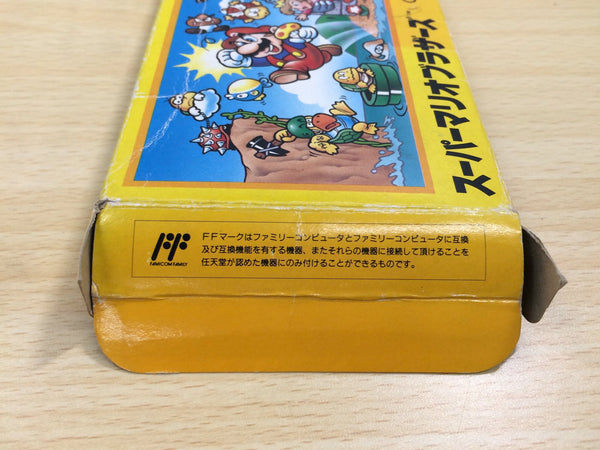 スーパーマリオブラザーズ
FF
FAMICOM FAMILY
FFマークはファミリーコンピュータとファミリーコンピュータに互換
及び互換機能を有する機器、またそれらの機器に接続して頂けることを
任天堂が認めた機器にのみ付けることができるものです。